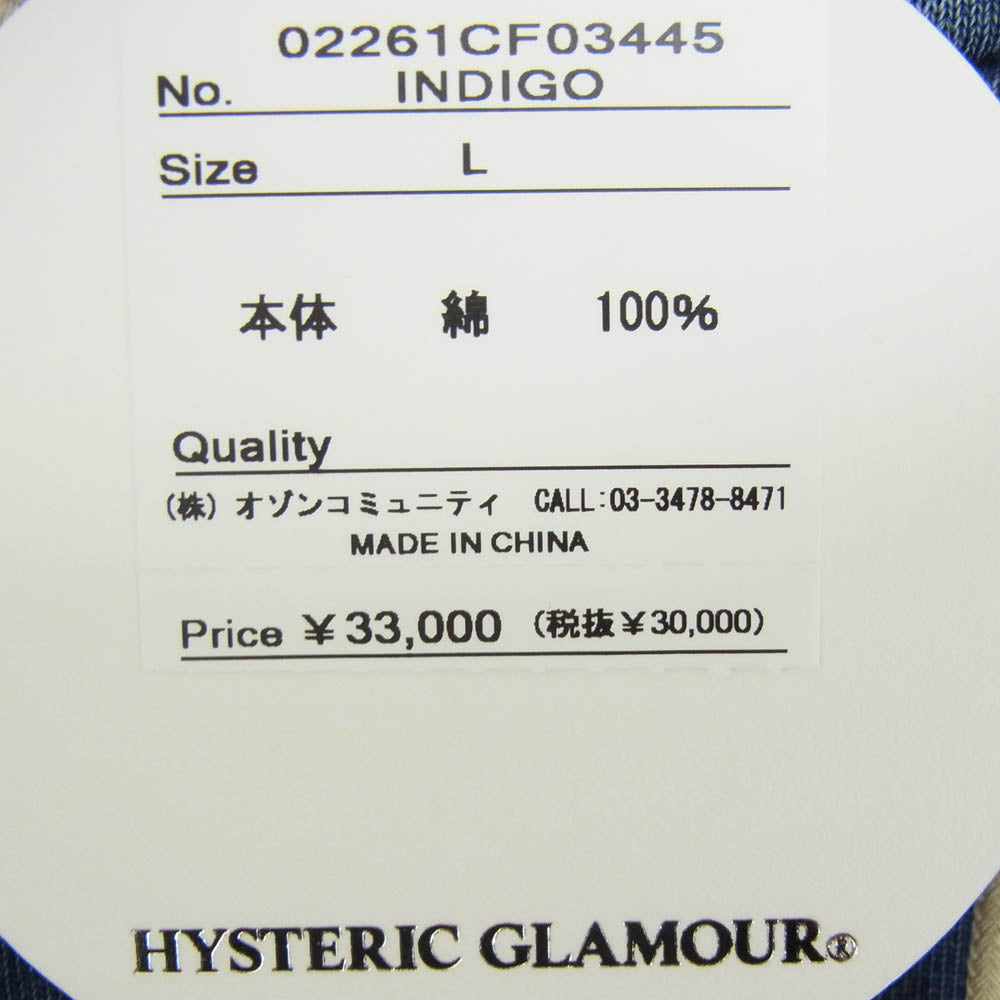 02261CF03445
No. INDIGO
Size L
本体 綿 100%
Quality
(株) オゾンコミュニティ CALL:03-3478-8471
MADE IN CHINA
Price ¥33,000 (税抜¥30,000)
HYSTERIC GLAMOUR®